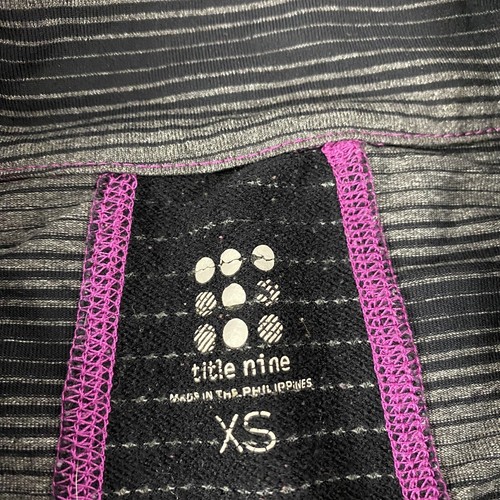 title nine
MADE IN THE PHILIPPINES
XS